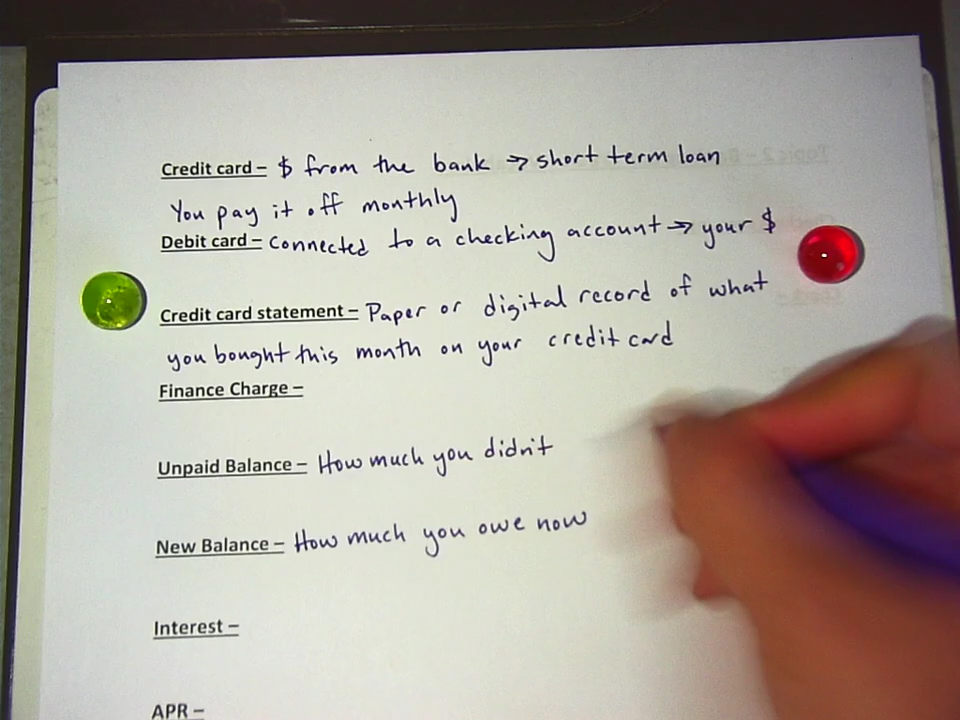 Credit card – $ from the bank → short term loan
You pay it off monthly
Debit card – connected to a checking account → your $
Credit card statement – Paper or digital record of what
you bought this month on your credit card
Finance Charge –
Unpaid Balance – How much you didn't
New Balance – How much you owe now
Interest –
APR –